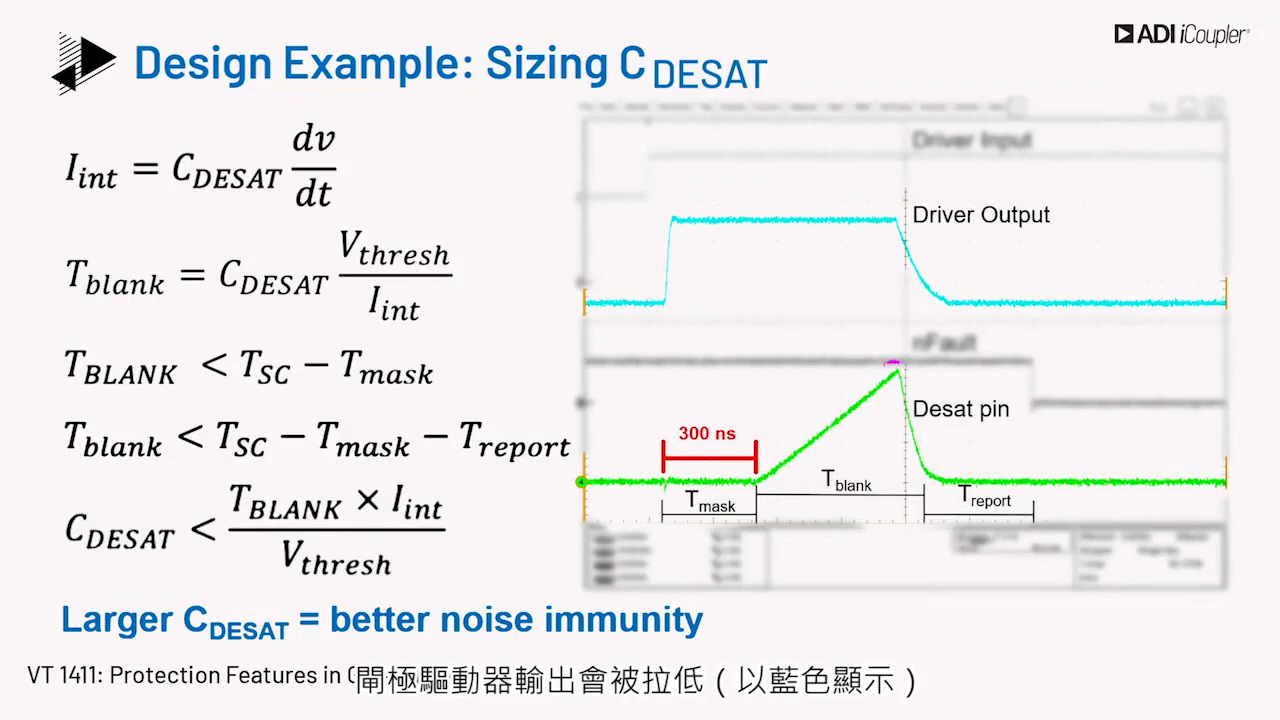 ADI iCoupler®
Design Example: Sizing C DESAT
I_int = C_DESAT dv/dt
T_blank = C_DESAT V_thresh/I_int
T_BLANK < T_SC − T_mask
T_blank < T_SC − T_mask − T_report
C_DESAT < T_BLANK × I_int/V_thresh
Driver Input
Driver Output
nFault
Desat pin
300 ns
T_blank
T_mask
T_report
Larger C_DESAT = better noise immunity
VT 1411: Protection Features in
閘極驅動器輸出會被拉低（以藍色顯示）